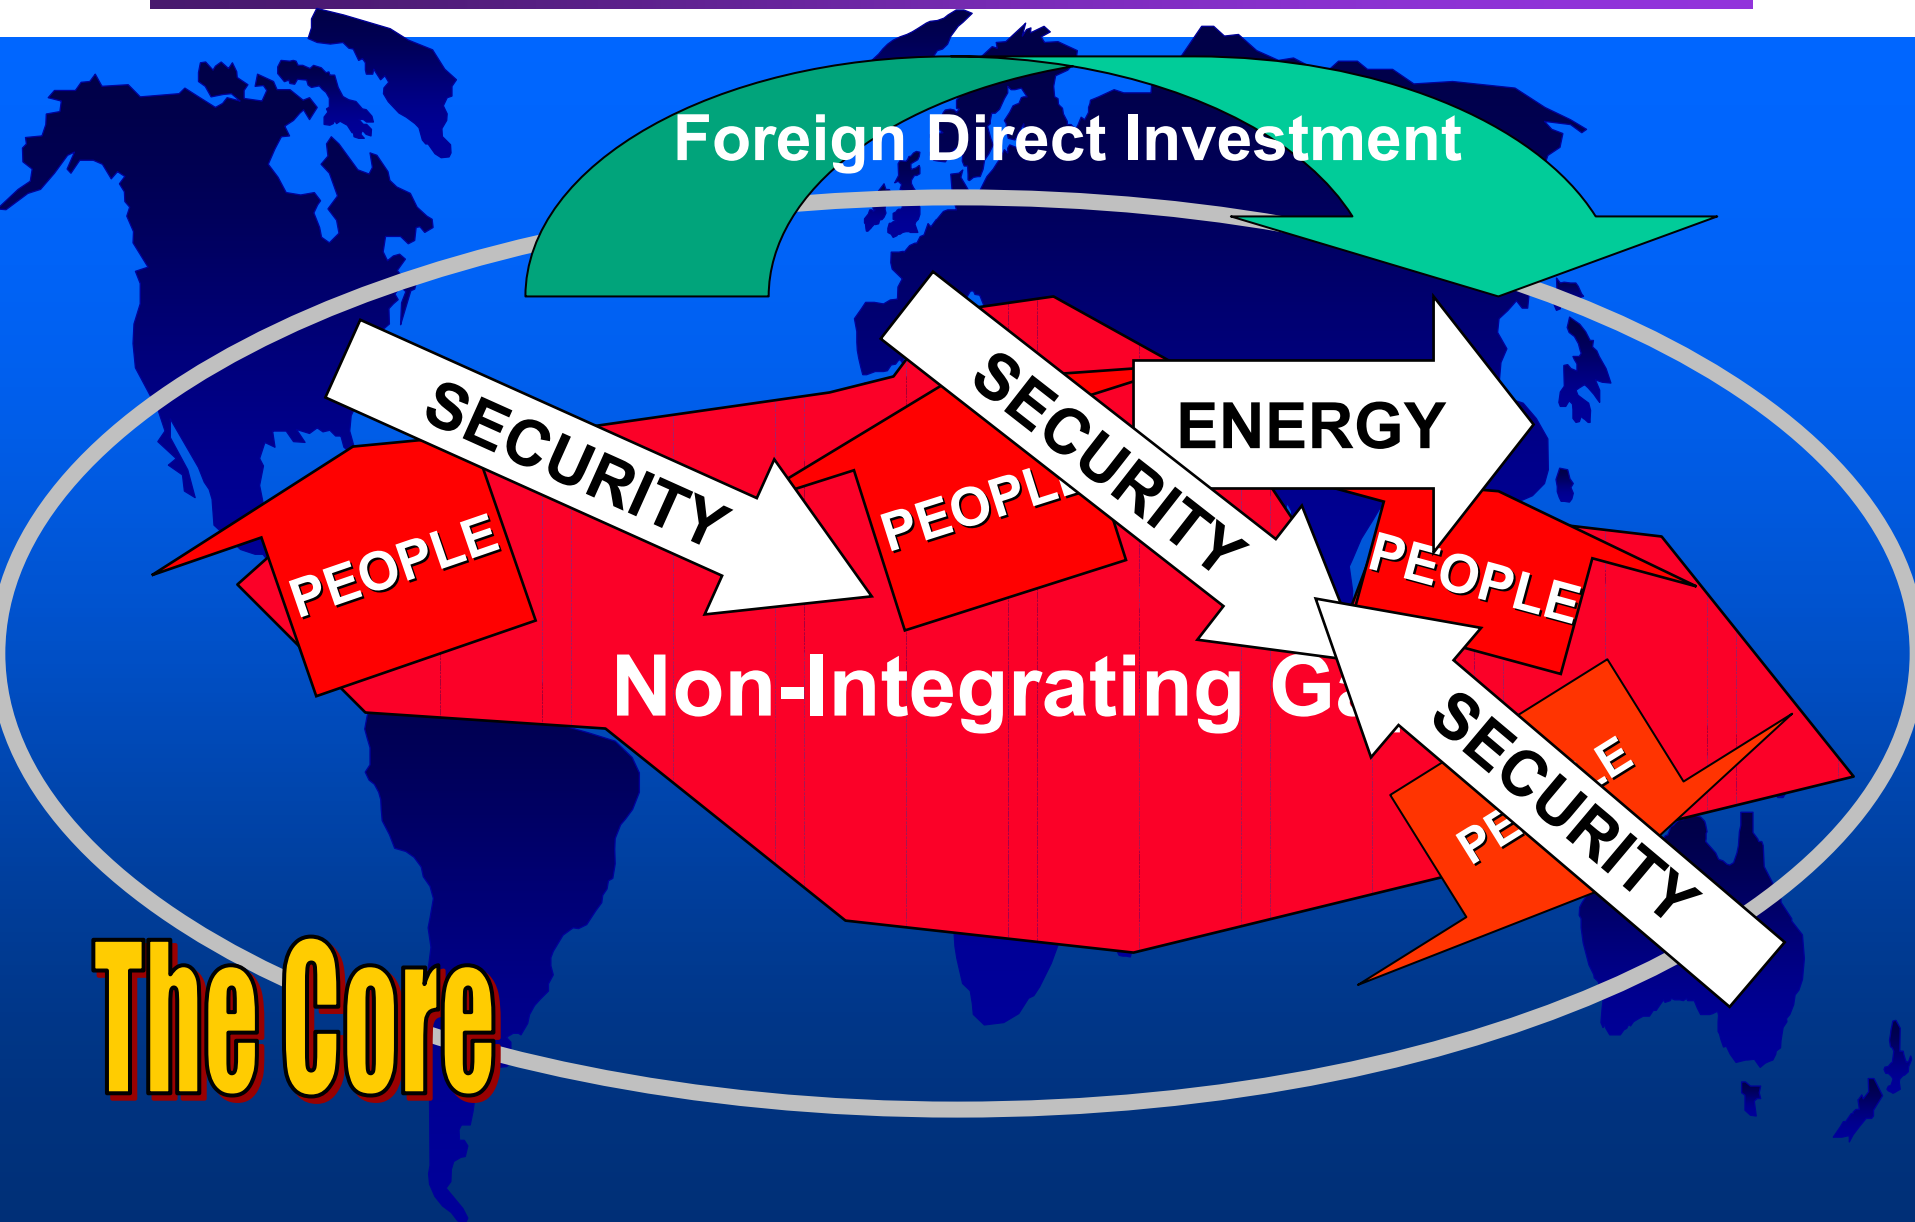 Foreign Direct Investment
SECURITY
SECURITY
ENERGY
PEOPLE
PEOPLE
PEOPLE
Non-Integrating
SECURITY
The Core